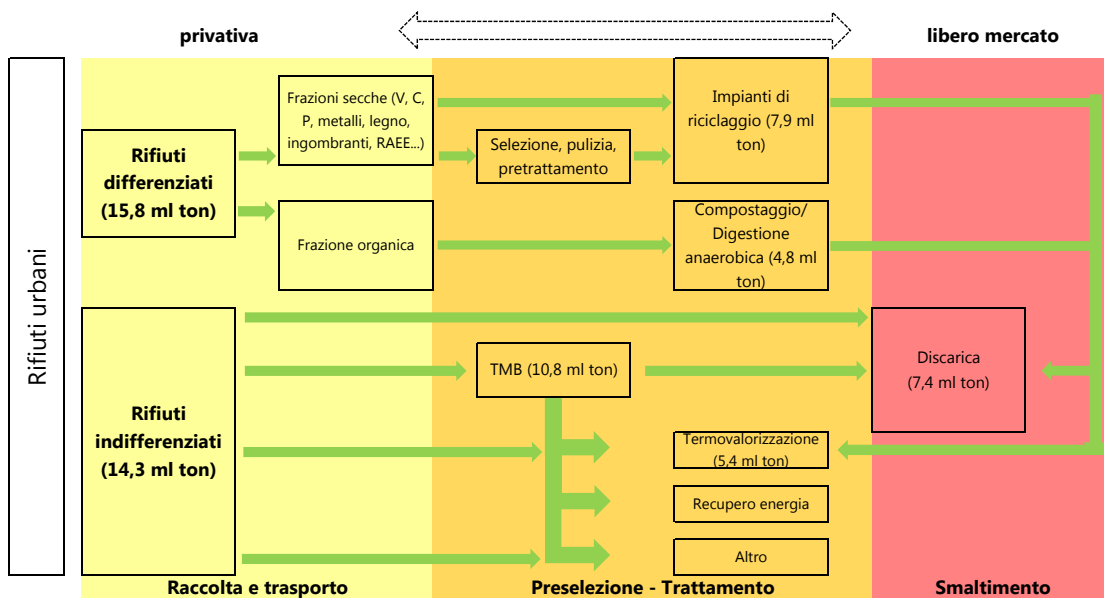 privativa
libero mercato
Rifiuti urbani
Frazioni secche (V, C,
P, metalli, legno,
ingombranti, RAEE...)
Impianti di
riciclaggio (7,9 ml
ton)
Rifiuti
differenziati
(15,8 ml ton)
Selezione, pulizia,
pretrattamento
Frazione organica
Compostaggio/
Digestione
anaerobica (4,8 ml
ton)
Rifiuti
indifferenziati
(14,3 ml ton)
TMB (10,8 ml ton)
Discarica
(7,4 ml ton)
Termovalorizzazione
(5,4 ml ton)
Recupero energia
Altro
Raccolta e trasporto
Preselezione - Trattamento
Smaltimento